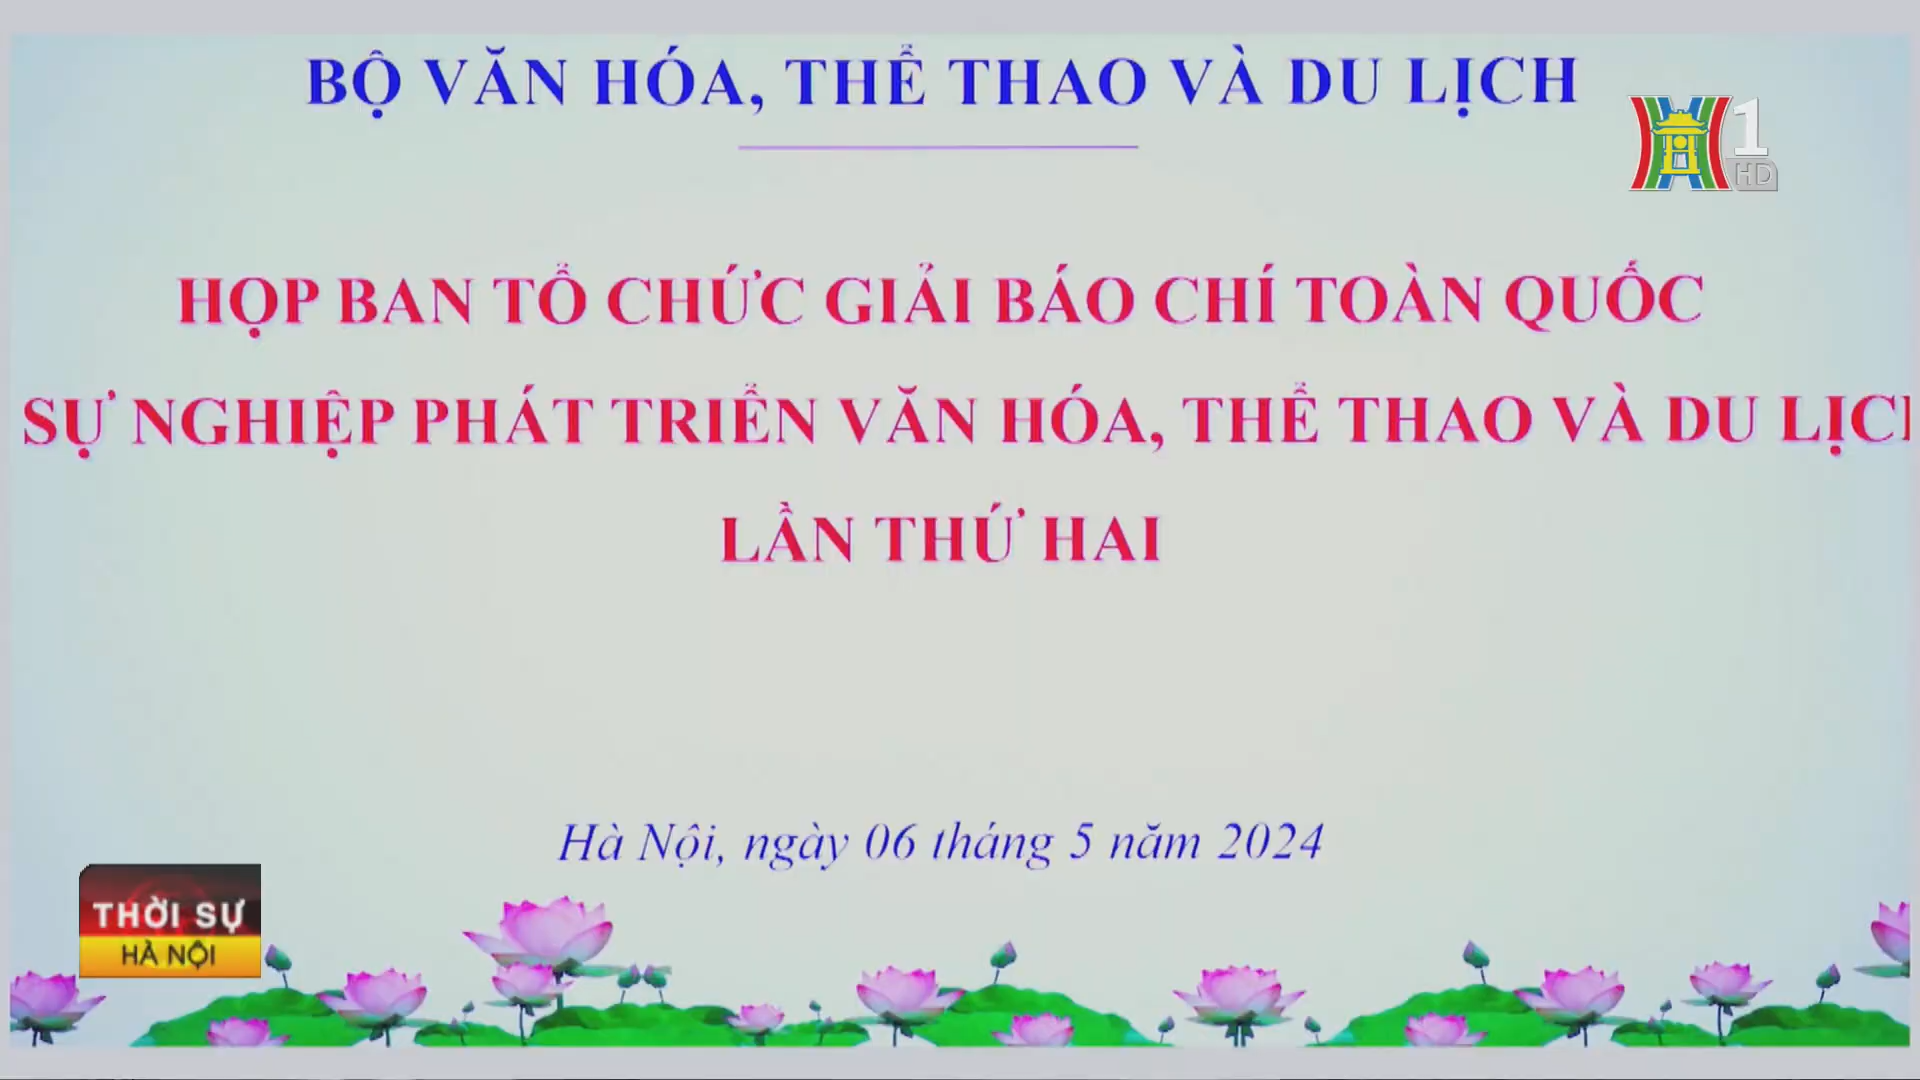 BỘ VĂN HÓA, THỂ THAO VÀ DU LỊCH
1
HD
HỌP BAN TỔ CHỨC GIẢI BÁO CHÍ TOÀN QUỐC
SỰ NGHIỆP PHÁT TRIỂN VĂN HÓA, THỂ THAO VÀ DU LỊC
LẦN THỨ HAI
Hà Nội, ngày 06 tháng 5 năm 2024
THỜI SỰ
HÀ NỘI